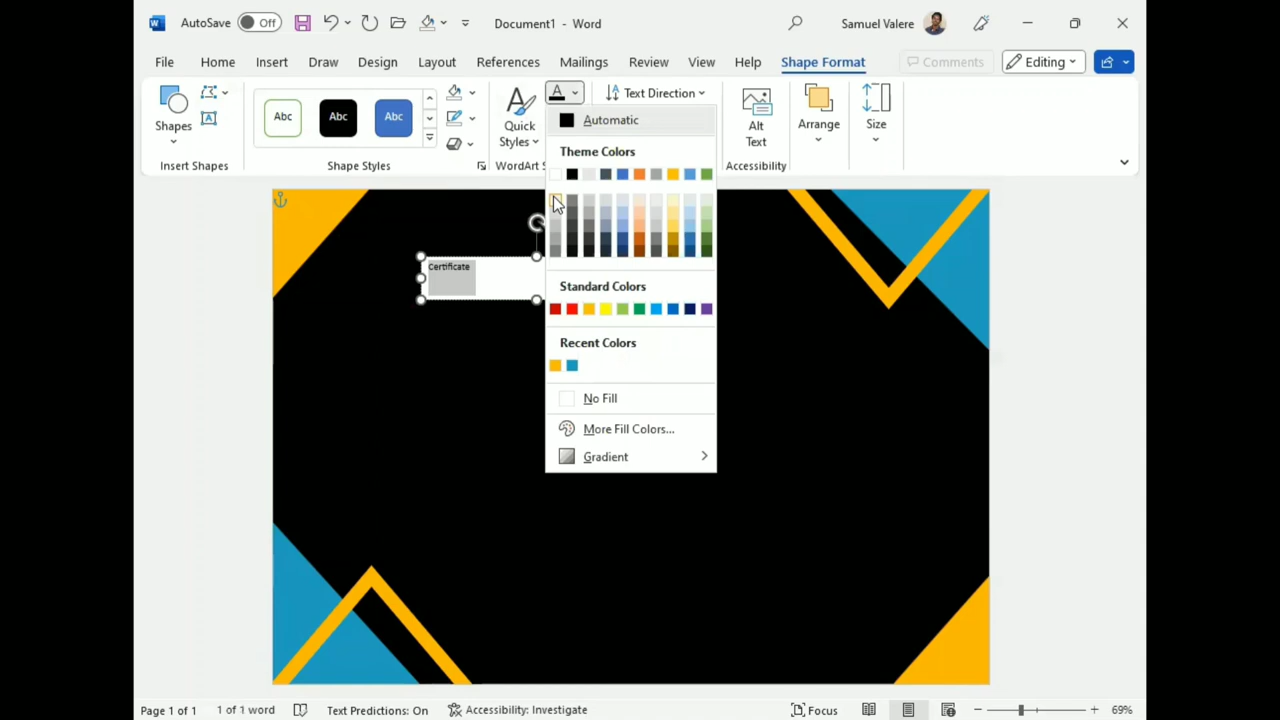 AutoSave Off Document1 - Word Samuel Valere
File Home Insert Draw Design Layout References Mailings Review View Help Shape Format Comments Editing
Shapes
Insert Shapes
Abc Abc Abc
Shape Styles
Quick Styles
WordArt S
A
Text Direction
Alt Text
Accessibility
Arrange
Size
Automatic
Theme Colors
Standard Colors
Recent Colors
No Fill
More Fill Colors...
Gradient
Certificate
Page 1 of 1 1 of 1 word Text Predictions: On Accessibility: Investigate Focus 69%